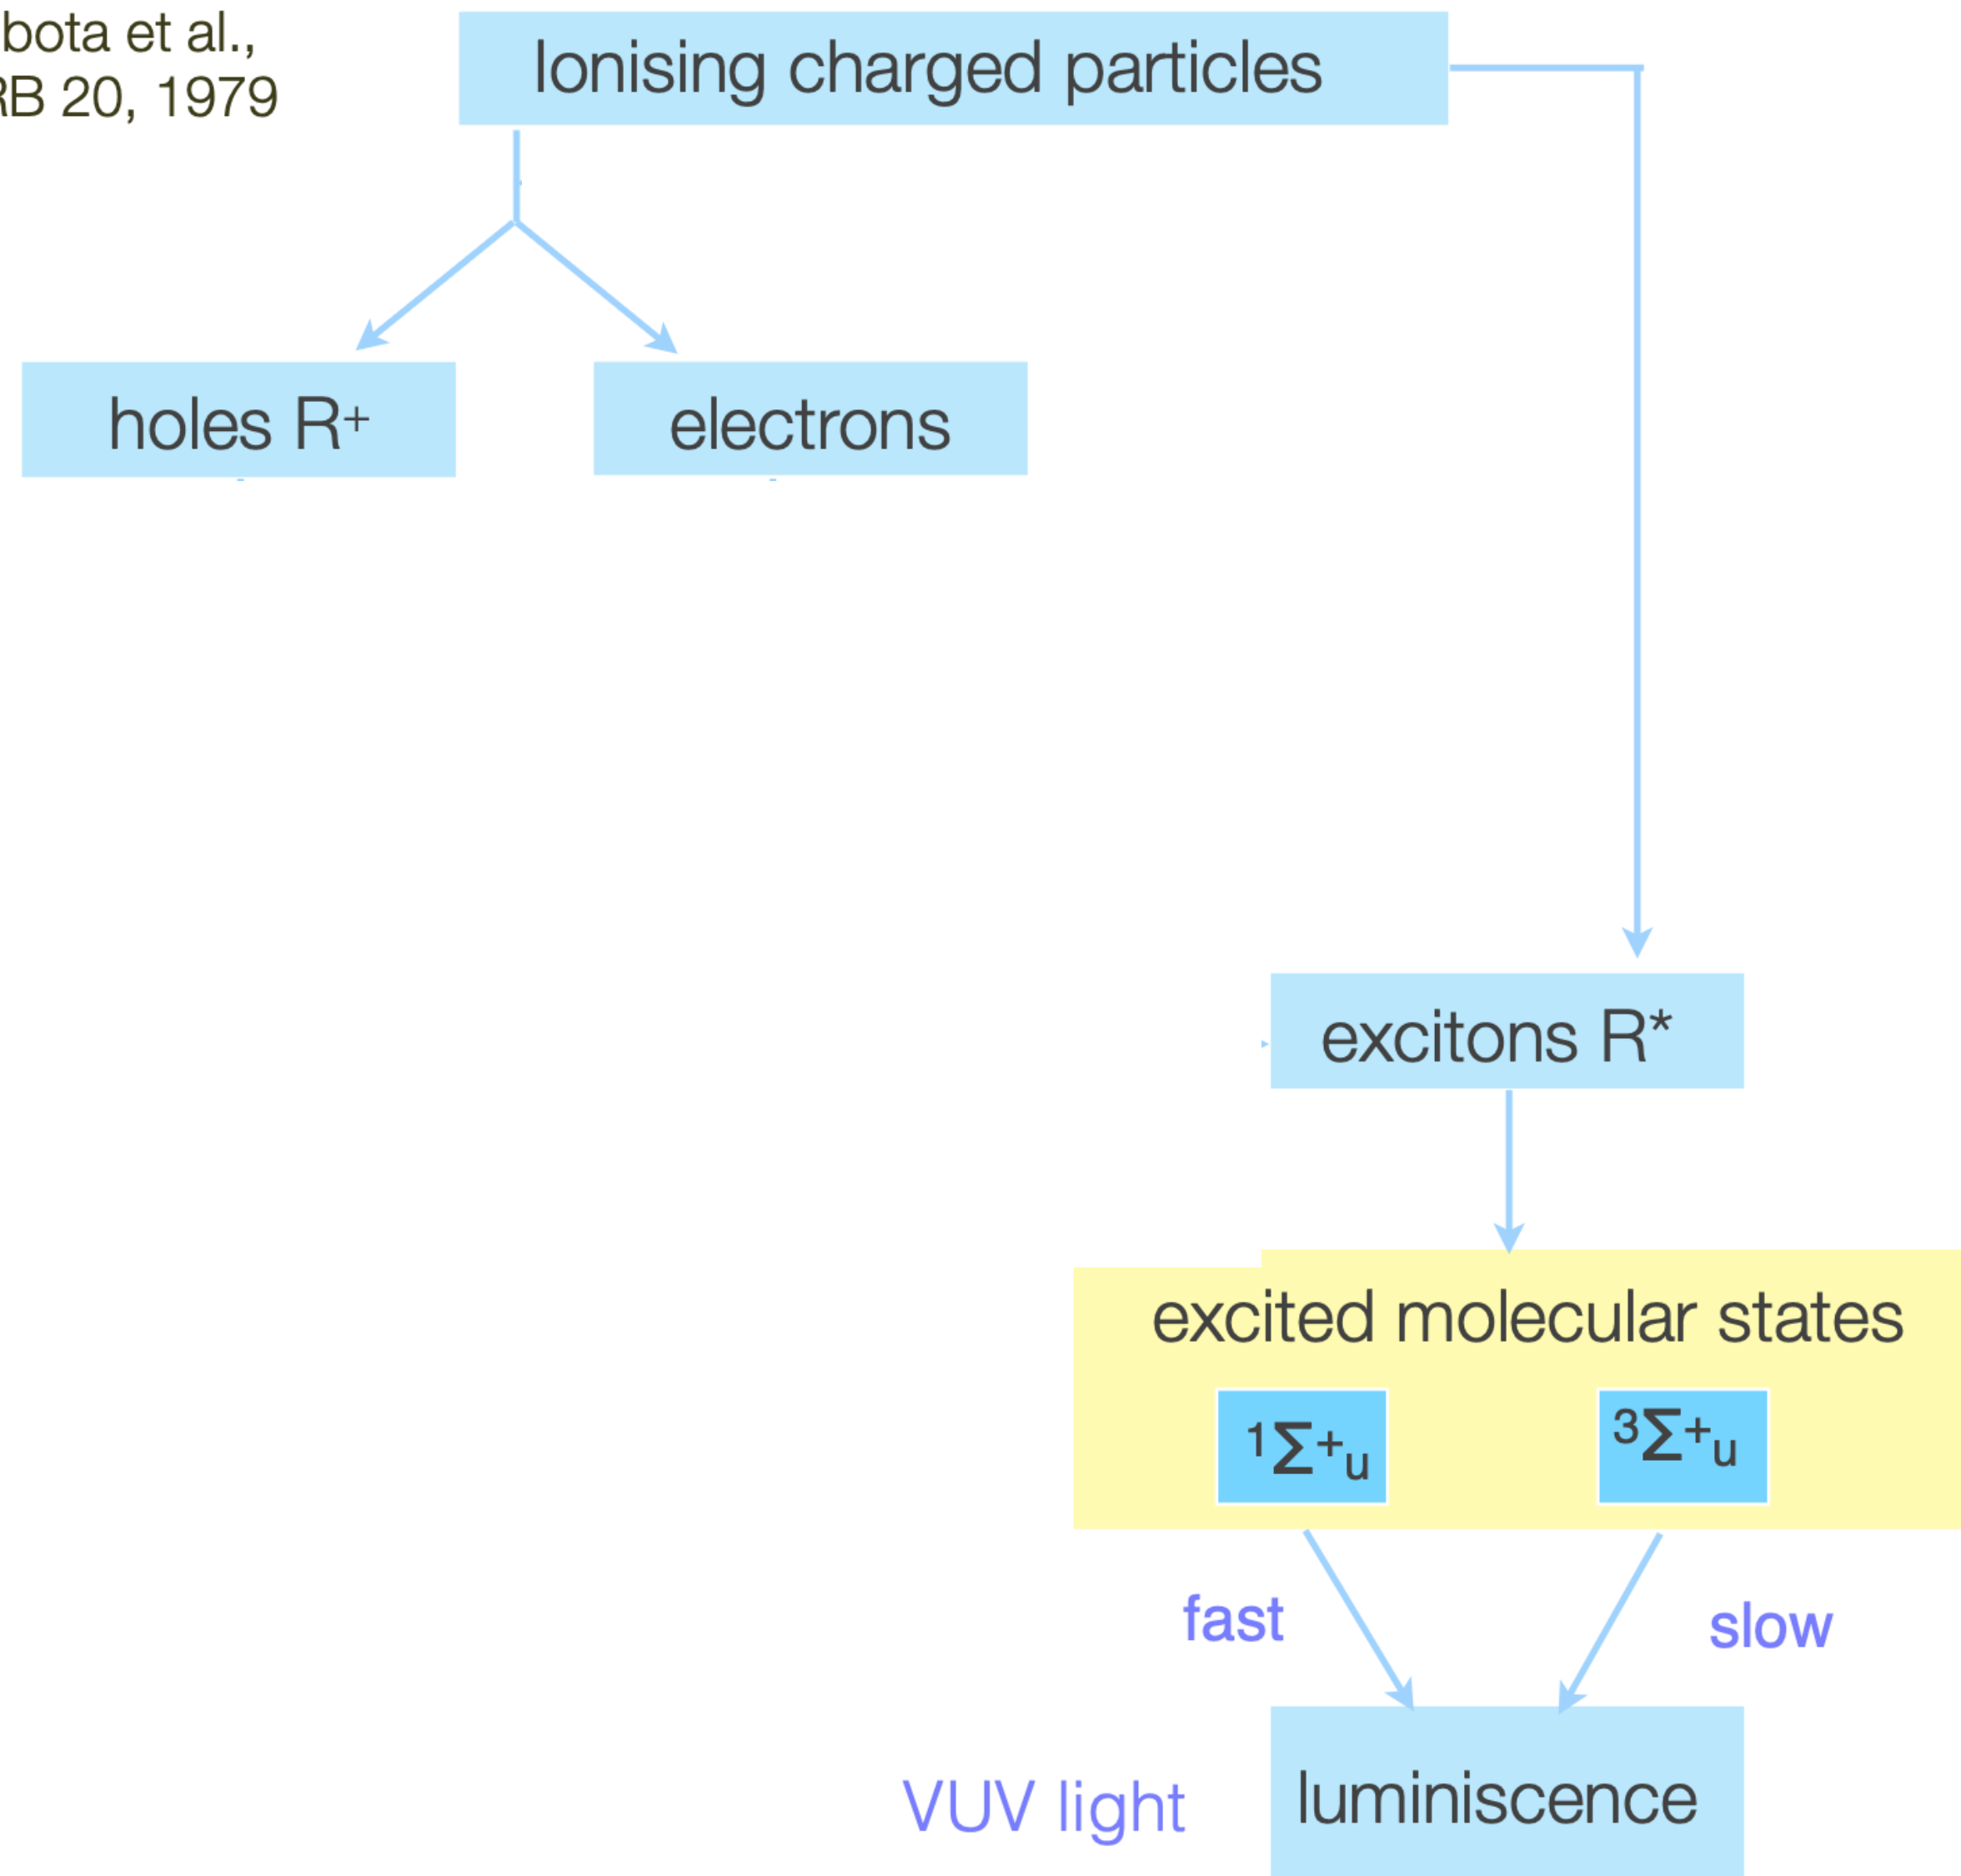 bota et al.,
B 20, 1979
Ionising charged particles
holes R⁺
electrons
excitons R*
excited molecular states
¹Σ⁺u
³Σ⁺u
fast
slow
VUV light
luminiscence